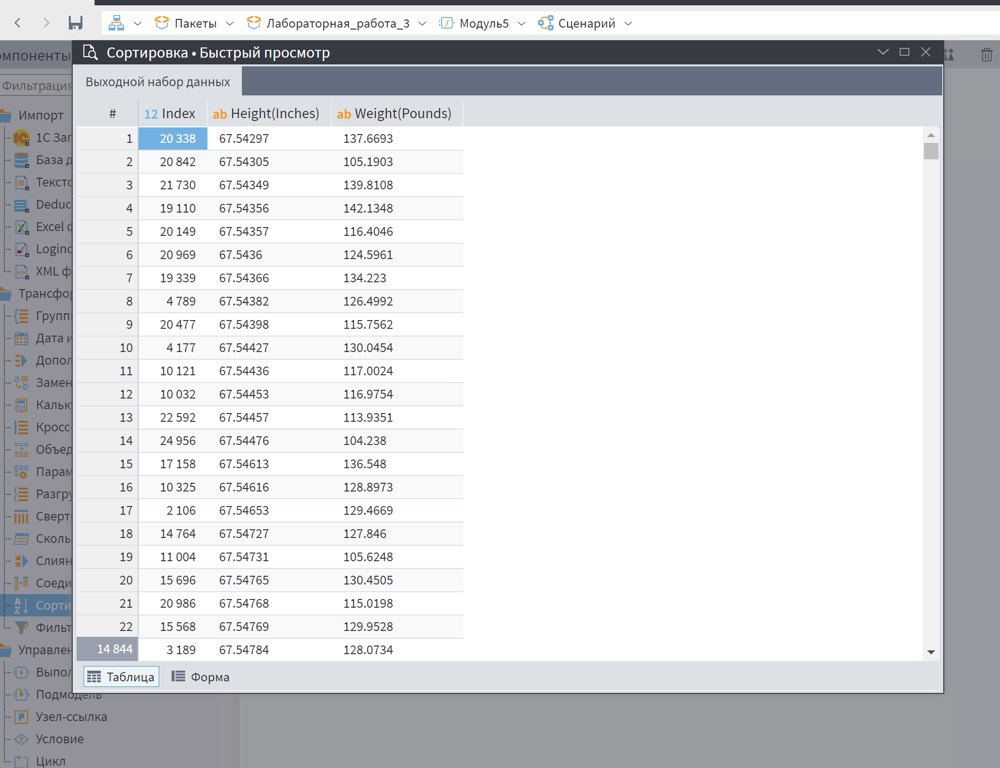 Пакеты
Лабораторная_работа_3
Модуль5
Сценарий
Сортировка • Быстрый просмотр
Выходной набор данных
# 12 Index ab Height(Inches) ab Weight(Pounds)
1 20 338 67.54297 137.6693
2 20 842 67.54305 105.1903
3 21 730 67.54349 139.8108
4 19 110 67.54356 142.1348
5 20 149 67.54357 116.4046
6 20 969 67.5436 124.5961
7 19 339 67.54366 134.223
8 4 789 67.54382 126.4992
9 20 477 67.54398 115.7562
10 4 177 67.54427 130.0454
11 10 121 67.54436 117.0024
12 10 032 67.54453 116.9754
13 22 592 67.54457 113.9351
14 24 956 67.54476 104.238
15 17 158 67.54613 136.548
16 10 325 67.54616 128.8973
17 2 106 67.54653 129.4669
18 14 764 67.54727 127.846
19 11 004 67.54731 105.6248
20 15 696 67.54765 130.4505
21 20 986 67.54768 115.0198
22 15 568 67.54769 129.9528
14 844 3 189 67.54784 128.0734
Таблица
Форма
омпоненты
Фильтрация
Импорт
1С Заг
База д
Тексто
Deduc
Excel ф
Loginc
XML ф
Трансфор
Групп
Дата и
Допол
Замен
Кальку
Кросс-
Объед
Парам
Разгру
Сверт
Сколь
Слиян
Соеди
Сорти
Фильт
Управлен
Выпол
Подмодель
Узел-ссылка
Условие
Цикл